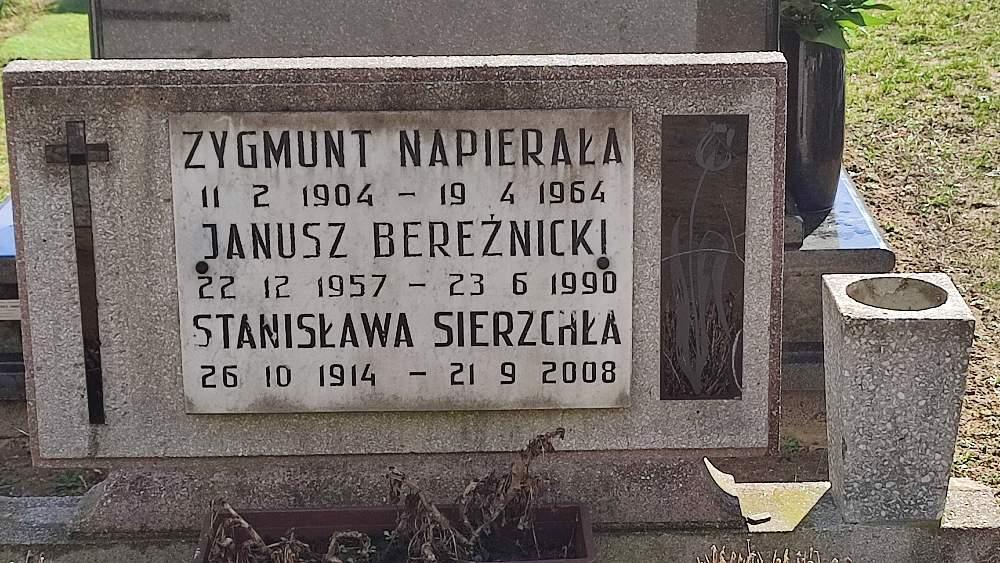 ZYGMUNT NAPIERAŁA
11 2 1904 – 19 4 1964
JANUSZ BEREŹNICKI
22 12 1957 – 23 6 1990
STANISŁAWA SIERZCHŁA
26 10 1914 – 21 9 2008